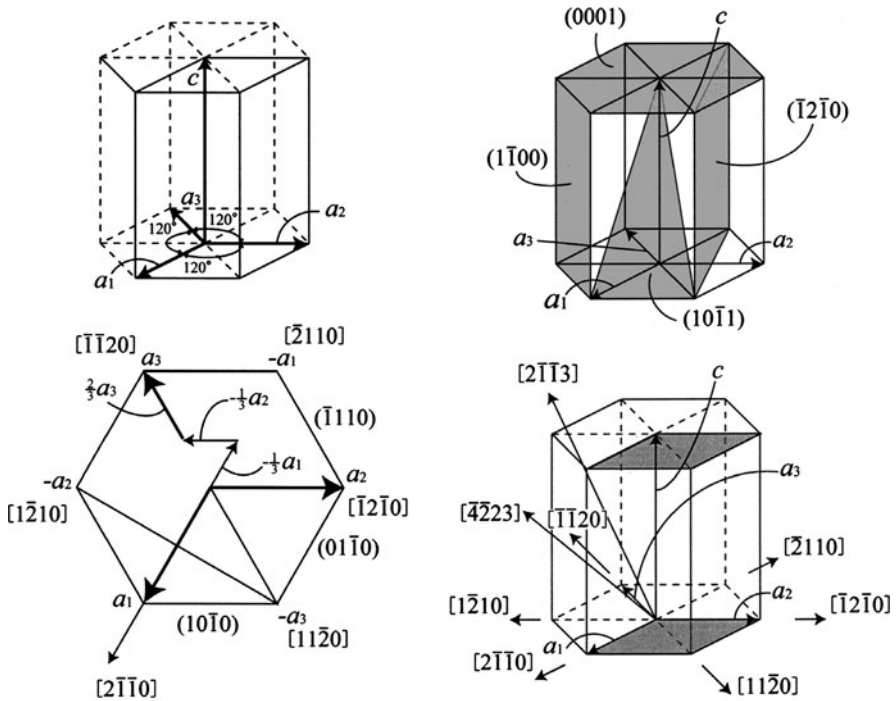 c
a₃
120°
120°
120°
a₂
a₁
(0001)
c
(1̄21̄0)
(11̄00)
a₃
a₂
a₁
(101̄1)
[1̄1̄20]
a₃
-a₁
[2̄110]
⅔a₃
-⅓a₂
(1̄110)
-⅓a₁
-a₂
a₂
[12̄10]
[1̄21̄0]
(011̄0)
a₁
(101̄0)
-a₃
[112̄0]
[21̄1̄0]
[21̄1̄3]
c
a₃
[4̄2̄23]
[1̄1̄20]
[2̄110]
a₂
[12̄10]
[1̄21̄0]
a₁
[21̄1̄0]
[112̄0]